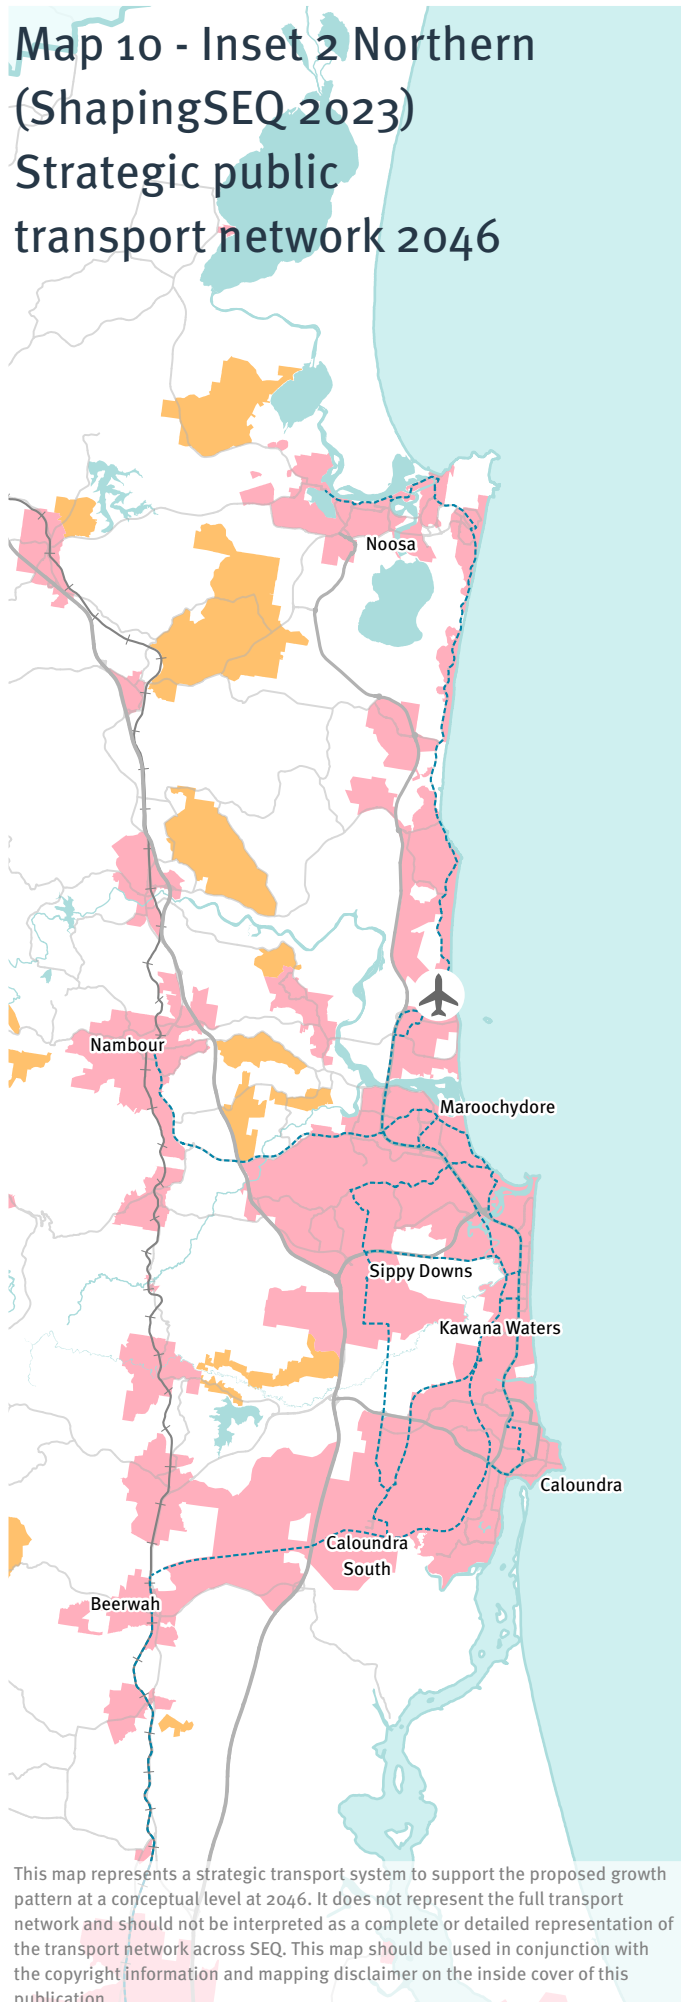 Map 10 - Inset 2 Northern
(ShapingSEQ 2023)
Strategic public
transport network 2046
Noosa
Nambour
Maroochydore
Sippy Downs
Kawana Waters
Caloundra
Caloundra
South
Beerwah
This map represents a strategic transport system to support the proposed growth
pattern at a conceptual level at 2046. It does not represent the full transport
network and should not be interpreted as a complete or detailed representation of
the transport network across SEQ. This map should be used in conjunction with
the copyright information and mapping disclaimer on the inside cover of this
publication.